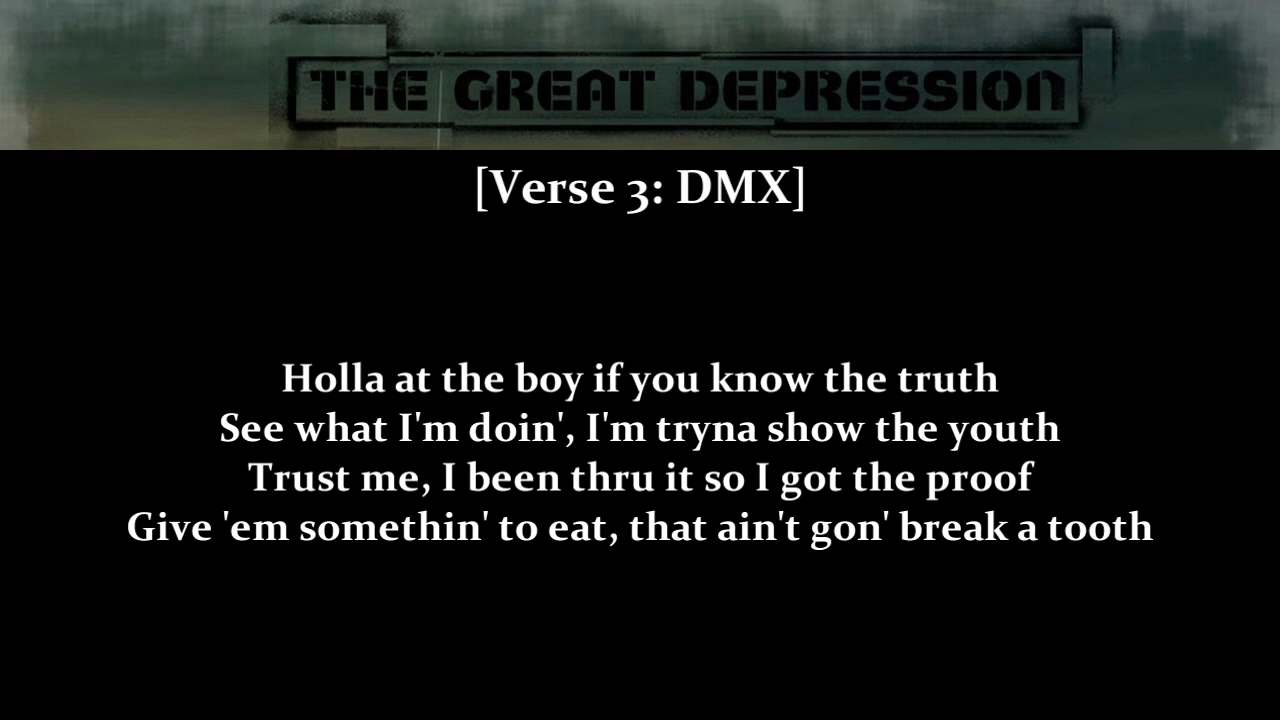 THE GREAT DEPRESSION
[Verse 3: DMX]
Holla at the boy if you know the truth
See what I'm doin', I'm tryna show the youth
Trust me, I been thru it so I got the proof
Give 'em somethin' to eat, that ain't gon' break a tooth